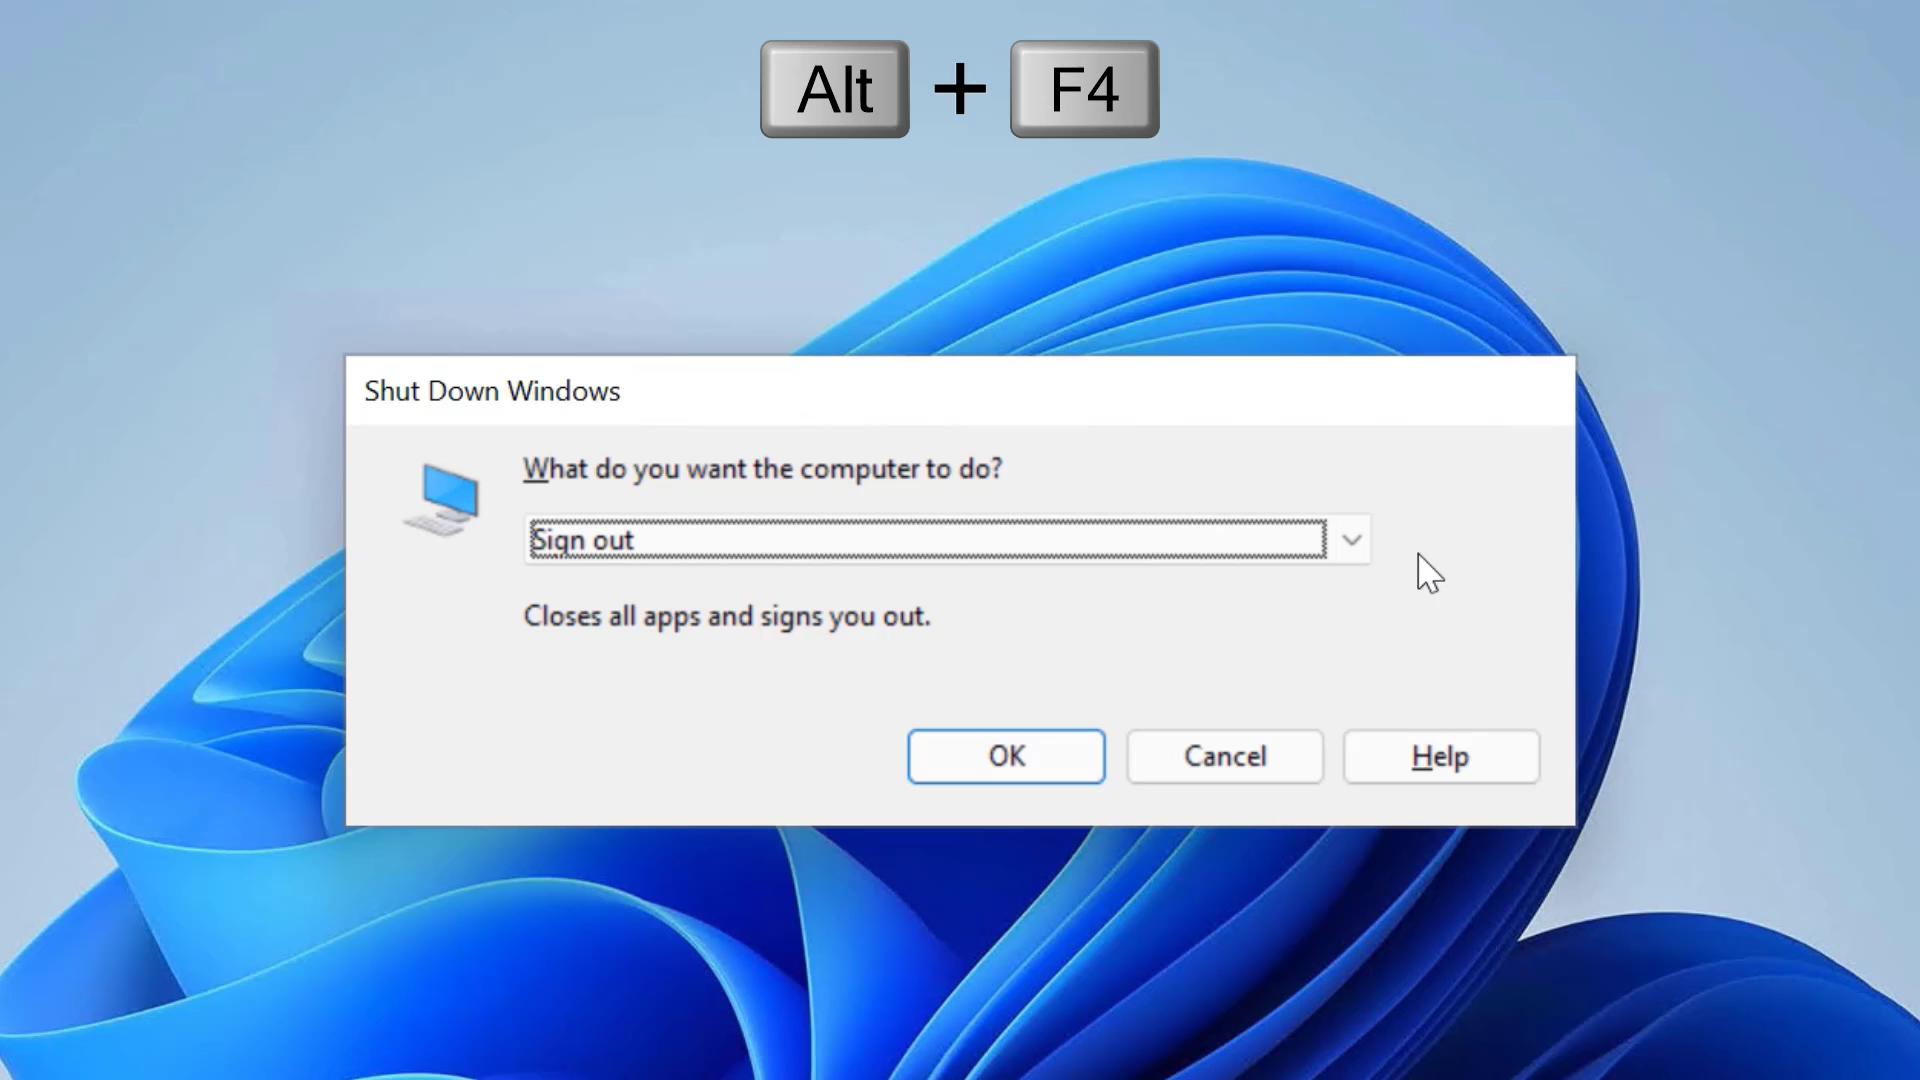 Alt + F4
Shut Down Windows
What do you want the computer to do?
Sign out
Closes all apps and signs you out.
OK Cancel Help